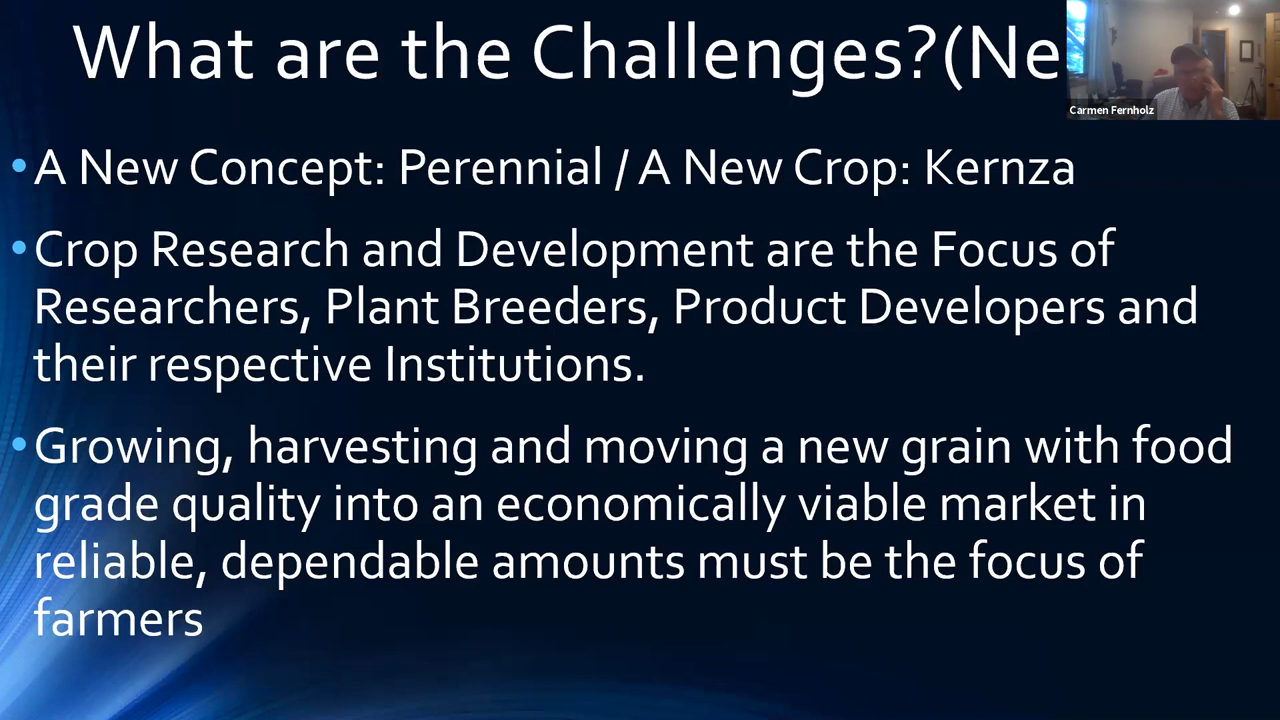 What are the Challenges?(Ne
Carmen Fernholz
•A New Concept: Perennial / A New Crop: Kernza
•Crop Research and Development are the Focus of
Researchers, Plant Breeders, Product Developers and
their respective Institutions.
•Growing, harvesting and moving a new grain with food
grade quality into an economically viable market in
reliable, dependable amounts must be the focus of
farmers